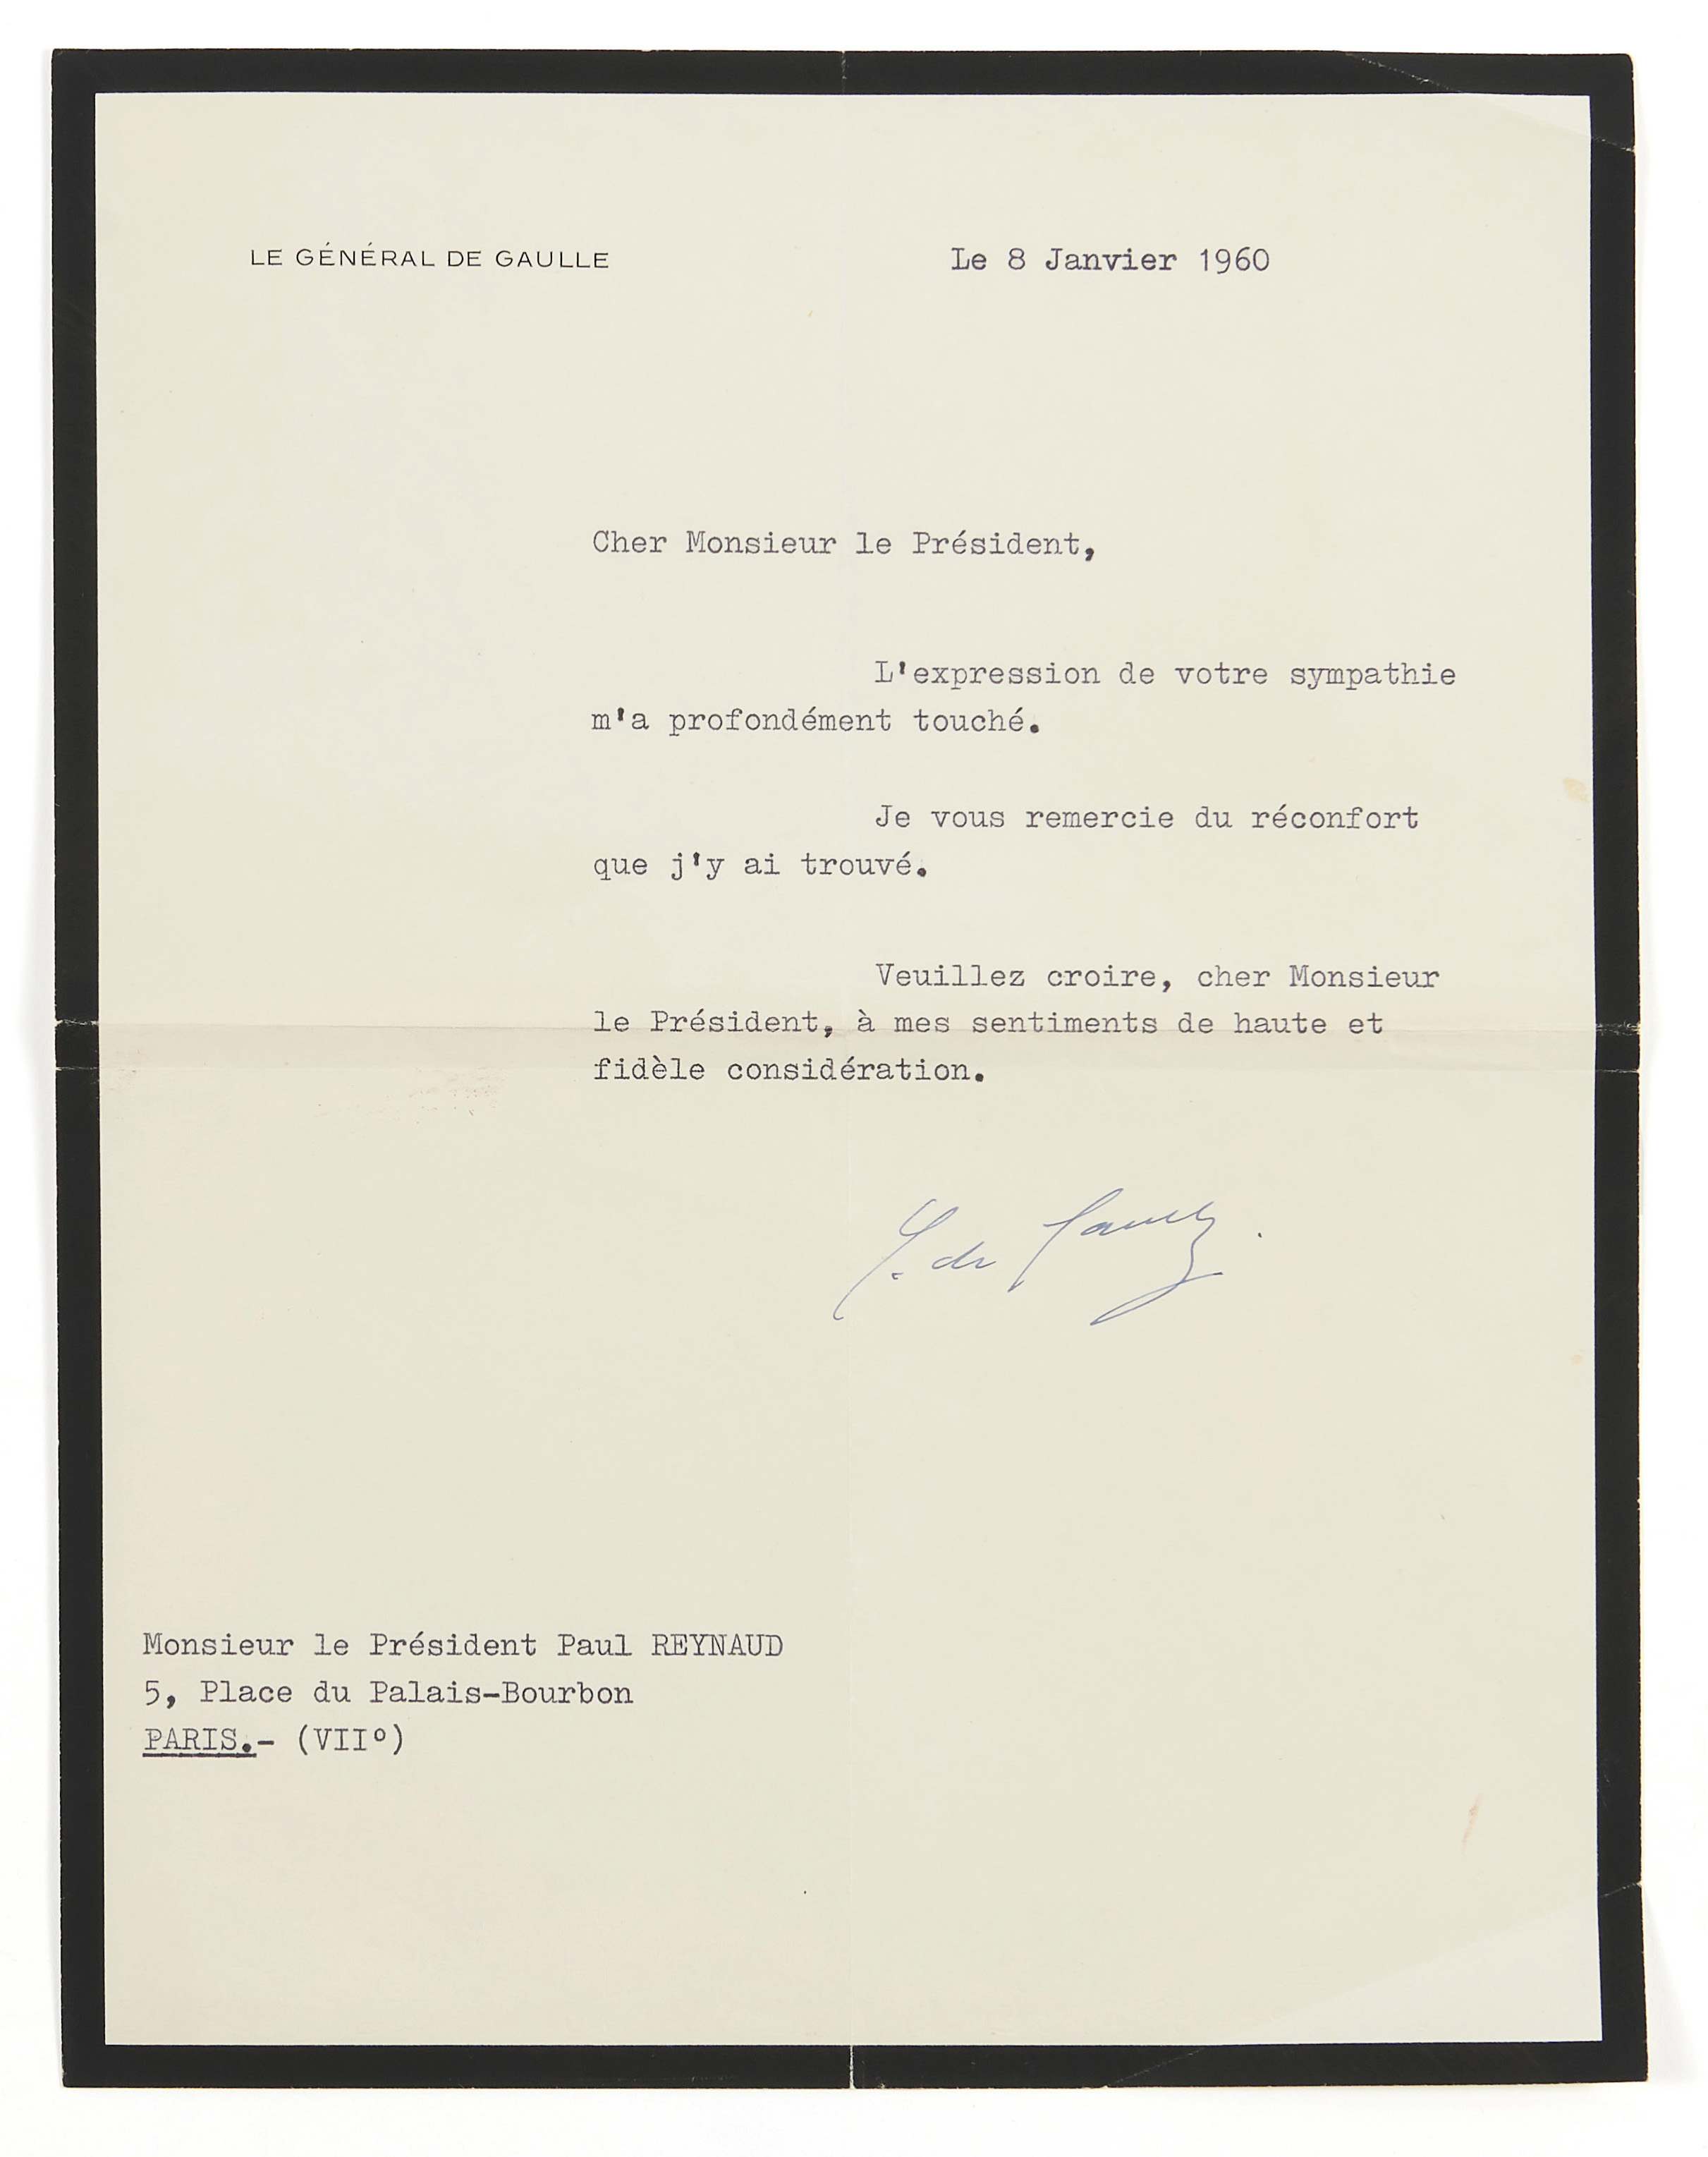 LE GÉNÉRAL DE GAULLE
Le 8 Janvier 1960
Cher Monsieur le Président,
L'expression de votre sympathie
m'a profondément touché.
Je vous remercie du réconfort
que j'y ai trouvé.
Veuillez croire, cher Monsieur
le Président, à mes sentiments de haute et
fidèle considération.
C. de Gaulle.
Monsieur le Président Paul REYNAUD
5, Place du Palais-Bourbon
PARIS.- (VIIº)